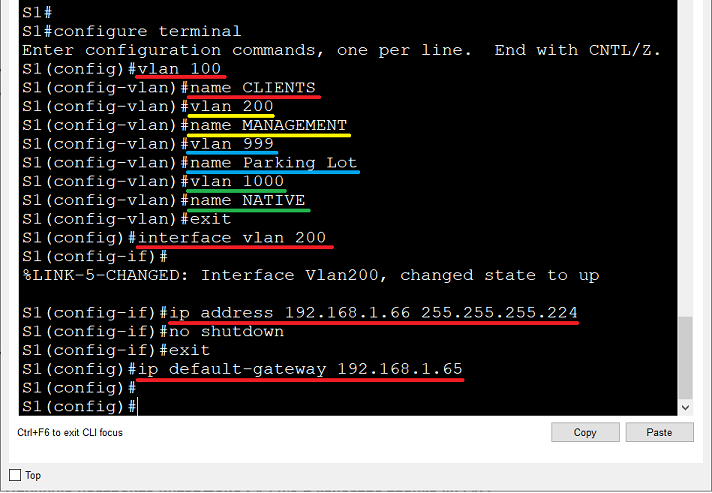 S1#
S1#configure terminal
Enter configuration commands, one per line.  End with CNTL/Z.
S1(config)#vlan 100
S1(config-vlan)#name CLIENTS
S1(config-vlan)#vlan 200
S1(config-vlan)#name MANAGEMENT
S1(config-vlan)#vlan 999
S1(config-vlan)#name Parking Lot
S1(config-vlan)#vlan 1000
S1(config-vlan)#name NATIVE
S1(config-vlan)#exit
S1(config)#interface vlan 200
S1(config-if)#
%LINK-5-CHANGED: Interface Vlan200, changed state to up
S1(config-if)#ip address 192.168.1.66 255.255.255.224
S1(config-if)#no shutdown
S1(config-if)#exit
S1(config)#ip default-gateway 192.168.1.65
S1(config)#
S1(config)#
Ctrl+F6 to exit CLI focus
Copy
Paste
Top